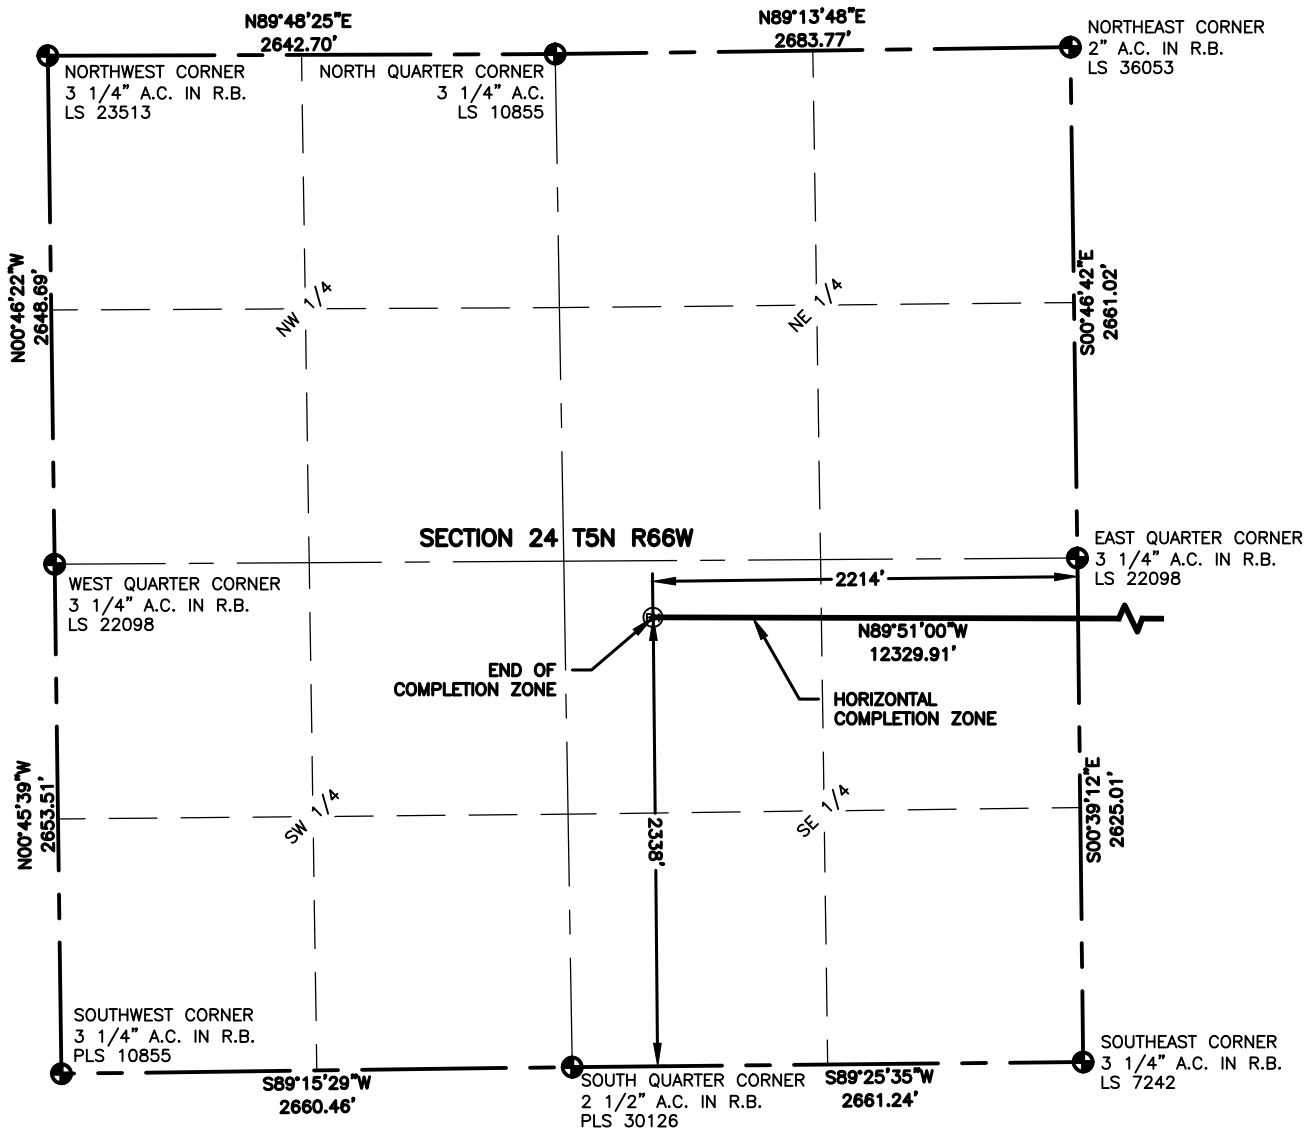 N89°48'25"E
2642.70'
N89°13'48"E
2683.77'
NORTHEAST CORNER
2" A.C. IN R.B.
LS 36053
NORTHWEST CORNER
3 1/4" A.C. IN R.B.
LS 23513
NORTH QUARTER CORNER
3 1/4" A.C.
LS 10855
N00°46'22"W
2648.69'
NW 1/4
NE 1/4
S00°46'42"E
2661.02'
SECTION 24 T5N R66W
EAST QUARTER CORNER
3 1/4" A.C. IN R.B.
LS 22098
WEST QUARTER CORNER
3 1/4" A.C. IN R.B.
LS 22098
2214'
N89°51'00"W
12329.91'
END OF
COMPLETION ZONE
HORIZONTAL
COMPLETION ZONE
N00°45'39"W
2653.51'
SW 1/4
2338'
SE 1/4
S00°39'12"E
2625.01'
SOUTHWEST CORNER
3 1/4" A.C. IN R.B.
PLS 10855
S89°15'29"W
2660.46'
SOUTH QUARTER CORNER
2 1/2" A.C. IN R.B.
PLS 30126
S89°25'35"W
2661.24'
SOUTHEAST CORNER
3 1/4" A.C. IN R.B.
LS 7242